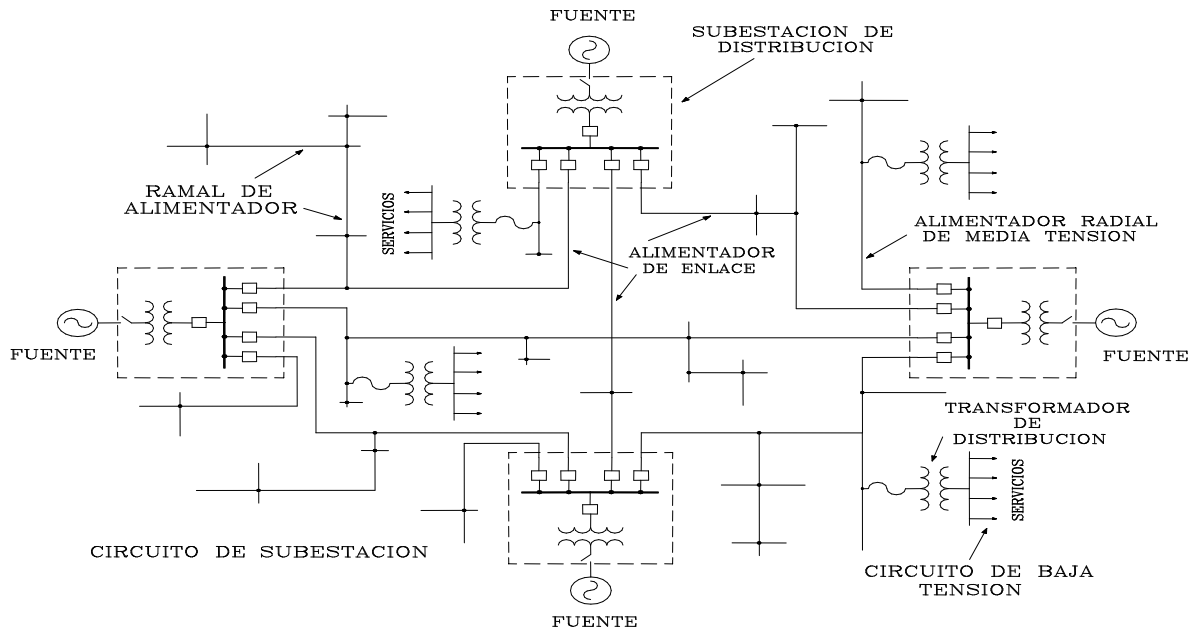 FUENTE
SUBESTACION DE
DISTRIBUCION
RAMAL DE
ALIMENTADOR
SERVICIOS
ALIMENTADOR
DE ENLACE
ALIMENTADOR RADIAL
DE MEDIA TENSION
FUENTE
FUENTE
TRANSFORMADOR
DE
DISTRIBUCION
SERVICIOS
CIRCUITO DE SUBESTACION
CIRCUITO DE BAJA
TENSION
FUENTE